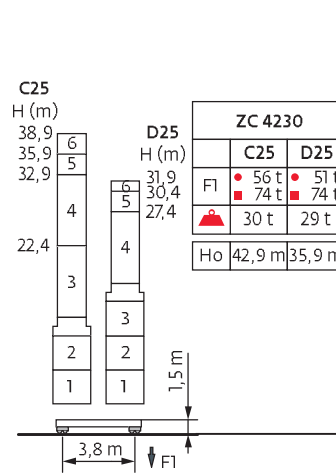 C25
H (m)
38,9
35,9
32,9
22,4
6
5
4
3
2
1
D25
H (m)
31,9
30,4
27,4
6
5
4
3
2
1
ZC 4230
C25 D25
F1 56 t 51 t
74 t 74 t
30 t 29 t
Ho 42,9 m 35,9 m
1,5 m
3,8 m
F1